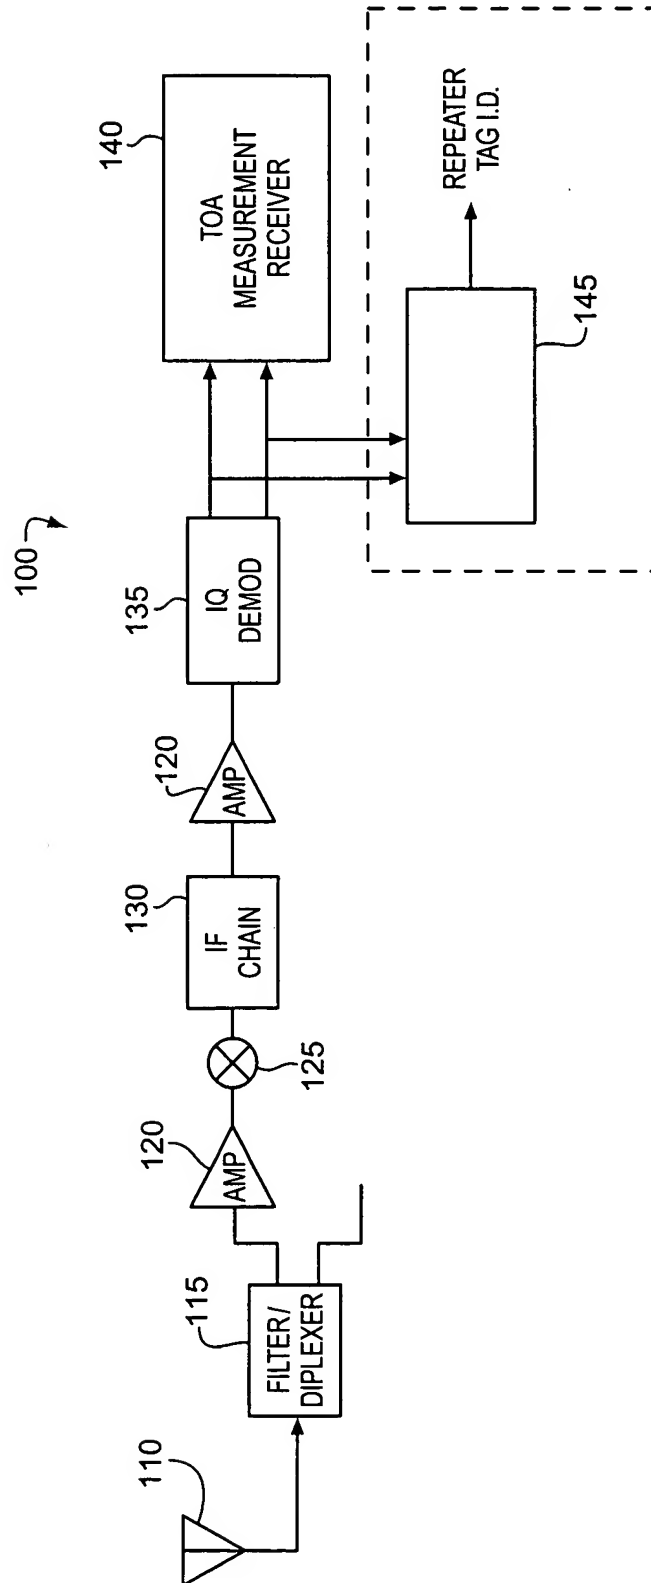 100
110
115
FILTER/
DIPLEXER
120
AMP
125
130
IF
CHAIN
120
AMP
135
IQ
DEMOD
140
TOA
MEASUREMENT
RECEIVER
145
REPEATER
TAG I.D.